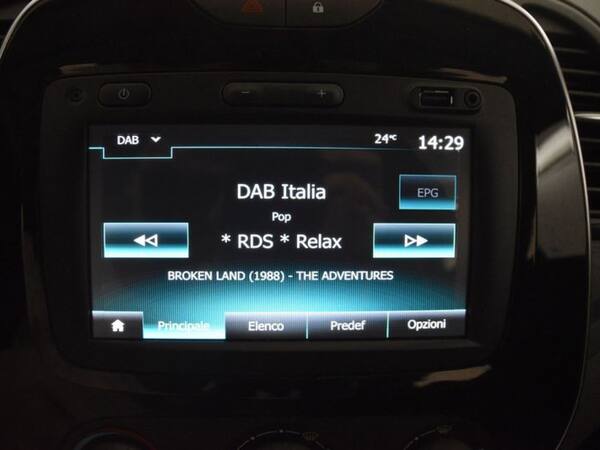 DAB 24°C 14:29
DAB Italia
EPG
Pop
* RDS * Relax
BROKEN LAND (1988) - THE ADVENTURES
Principale Elenco Predef Opzioni